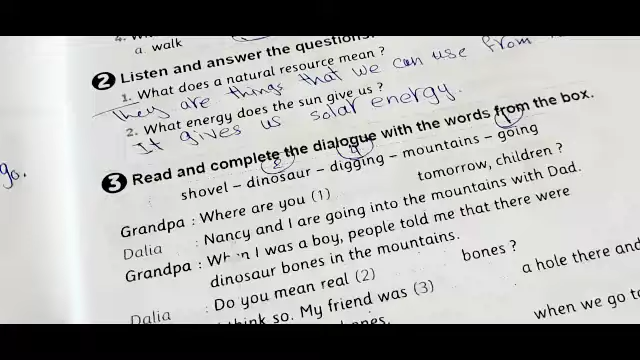 a. walk
2 Listen and answer the questions.
1. What does a natural resource mean ?
They are things that we can use from
2. What energy does the sun give us ?
It gives us solar energy.
3 Read and complete the dialogue with the words from the box.
shovel – dinosaur – digging – mountains – going
go.
Grandpa : Where are you (1) tomorrow, children ?
Dalia : Nancy and I are going into the mountains with Dad.
Grandpa : When I was a boy, people told me that there were
dinosaur bones in the mountains.
Dalia : Do you mean real (2) bones ?
think so. My friend was (3) a hole there and
bones. when we go to